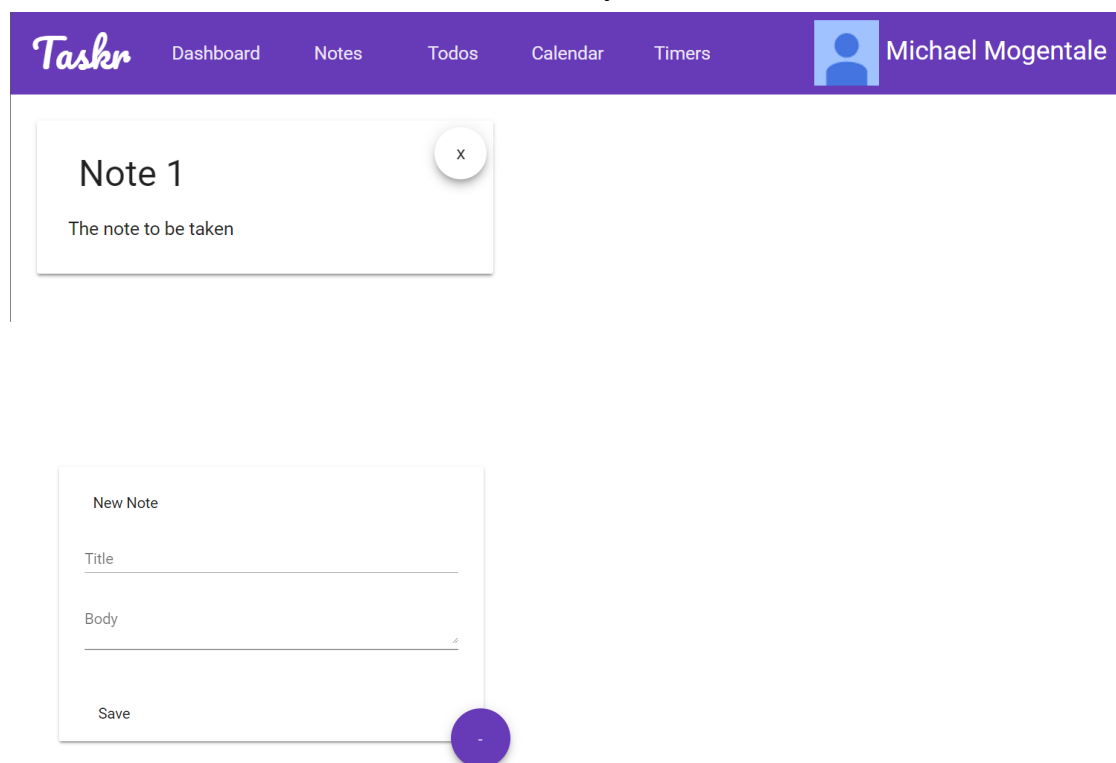 Taskr Dashboard Notes Todos Calendar Timers Michael Mogentale
Note 1
x
The note to be taken
New Note
Title
Body
Save
-